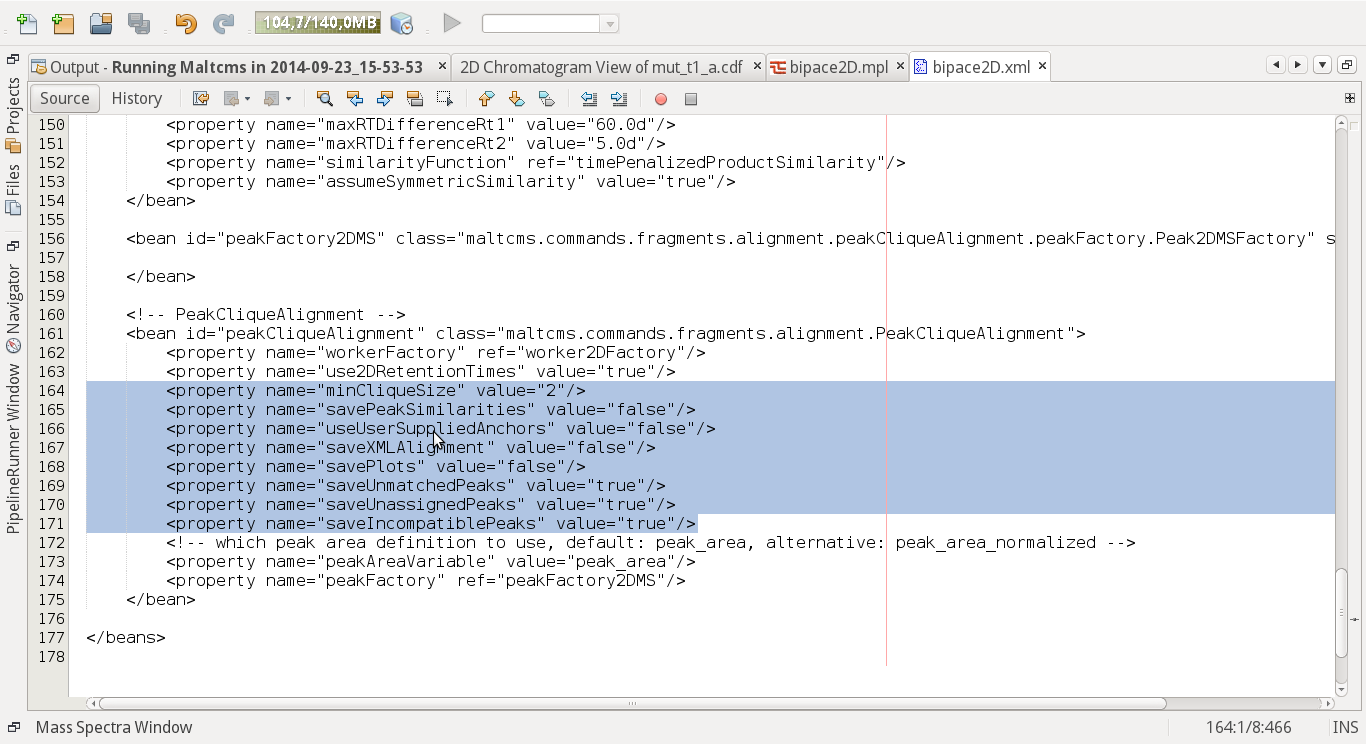 104,7/140,0MB
Output - Running Maltcms in 2014-09-23_15-53-53
2D Chromatogram View of mut_t1_a.cdf
bipace2D.mpl
bipace2D.xml
Source
History
Projects
Files
Navigator
PipelineRunner Window
150 <property name="maxRTDifferenceRt1" value="60.0d"/>
151 <property name="maxRTDifferenceRt2" value="5.0d"/>
152 <property name="similarityFunction" ref="timePenalizedProductSimilarity"/>
153 <property name="assumeSymmetricSimilarity" value="true"/>
154 </bean>
155
156 <bean id="peakFactory2DMS" class="maltcms.commands.fragments.alignment.peakCliqueAlignment.peakFactory.Peak2DMSFactory" s
157
158 </bean>
159
160 <!-- PeakCliqueAlignment -->
161 <bean id="peakCliqueAlignment" class="maltcms.commands.fragments.alignment.PeakCliqueAlignment">
162 <property name="workerFactory" ref="worker2DFactory"/>
163 <property name="use2DRetentionTimes" value="true"/>
164 <property name="minCliqueSize" value="2"/>
165 <property name="savePeakSimilarities" value="false"/>
166 <property name="useUserSuppliedAnchors" value="false"/>
167 <property name="saveXMLAlignment" value="false"/>
168 <property name="savePlots" value="false"/>
169 <property name="saveUnmatchedPeaks" value="true"/>
170 <property name="saveUnassignedPeaks" value="true"/>
171 <property name="saveIncompatiblePeaks" value="true"/>
172 <!-- which peak area definition to use, default: peak_area, alternative: peak_area_normalized -->
173 <property name="peakAreaVariable" value="peak_area"/>
174 <property name="peakFactory" ref="peakFactory2DMS"/>
175 </bean>
176
177 </beans>
178
Mass Spectra Window
164:1/8:466
INS